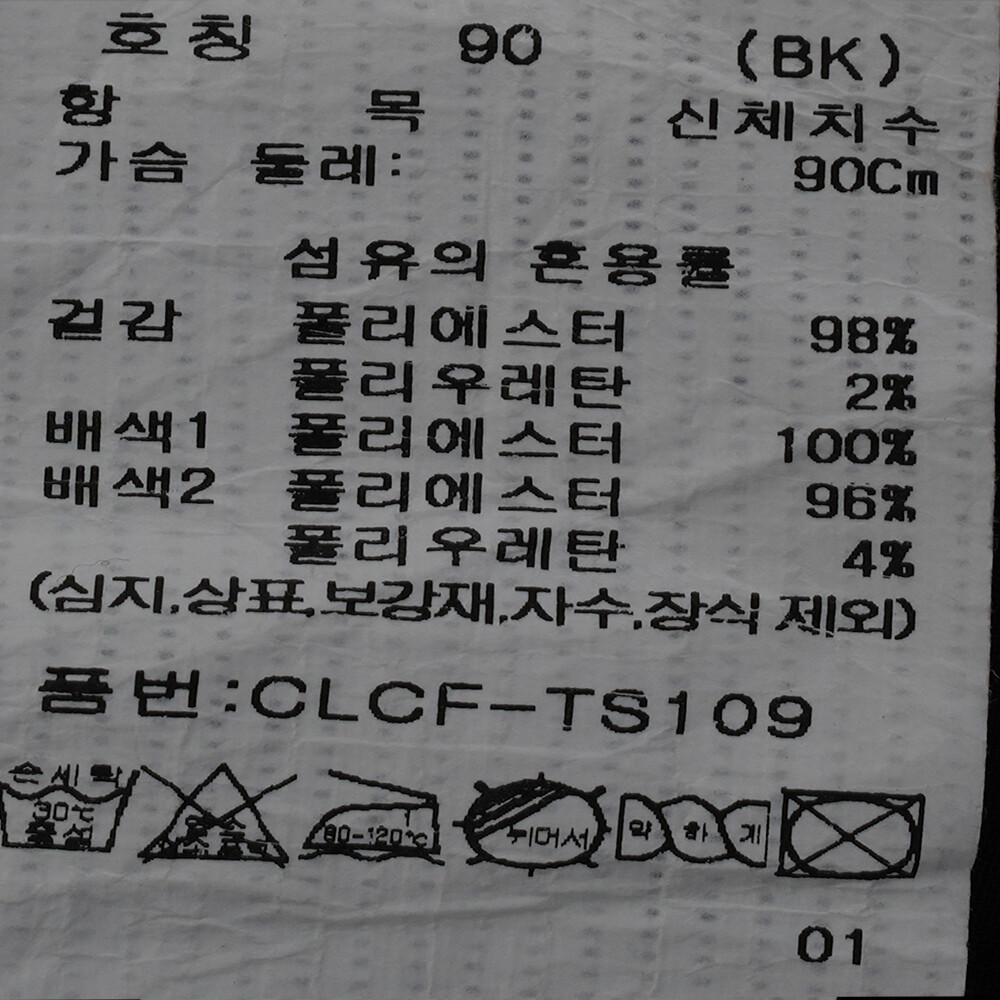 호칭 90 (BK)
항 목 신체치수
가슴 둘레: 90Cm
섬유의 혼용률
겉감 폴리에스터 98%
폴리우레탄 2%
배색1 폴리에스터 100%
배색2 폴리에스터 96%
폴리우레탄 4%
(심지,상표,보강재,자수,장식 제외)
품번:CLCF-TS109
손세탁 30℃ 중성 80-120℃ 뉘어서 약 하 게
01